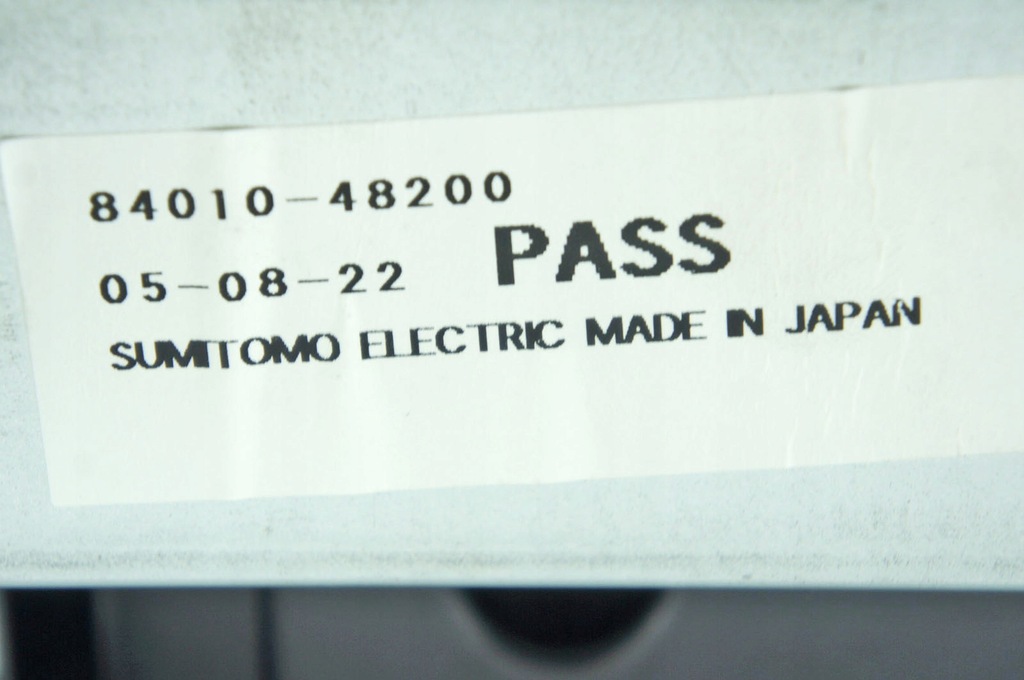 84010-48200
05-08-22 PASS
SUMITOMO ELECTRIC MADE IN JAPAN